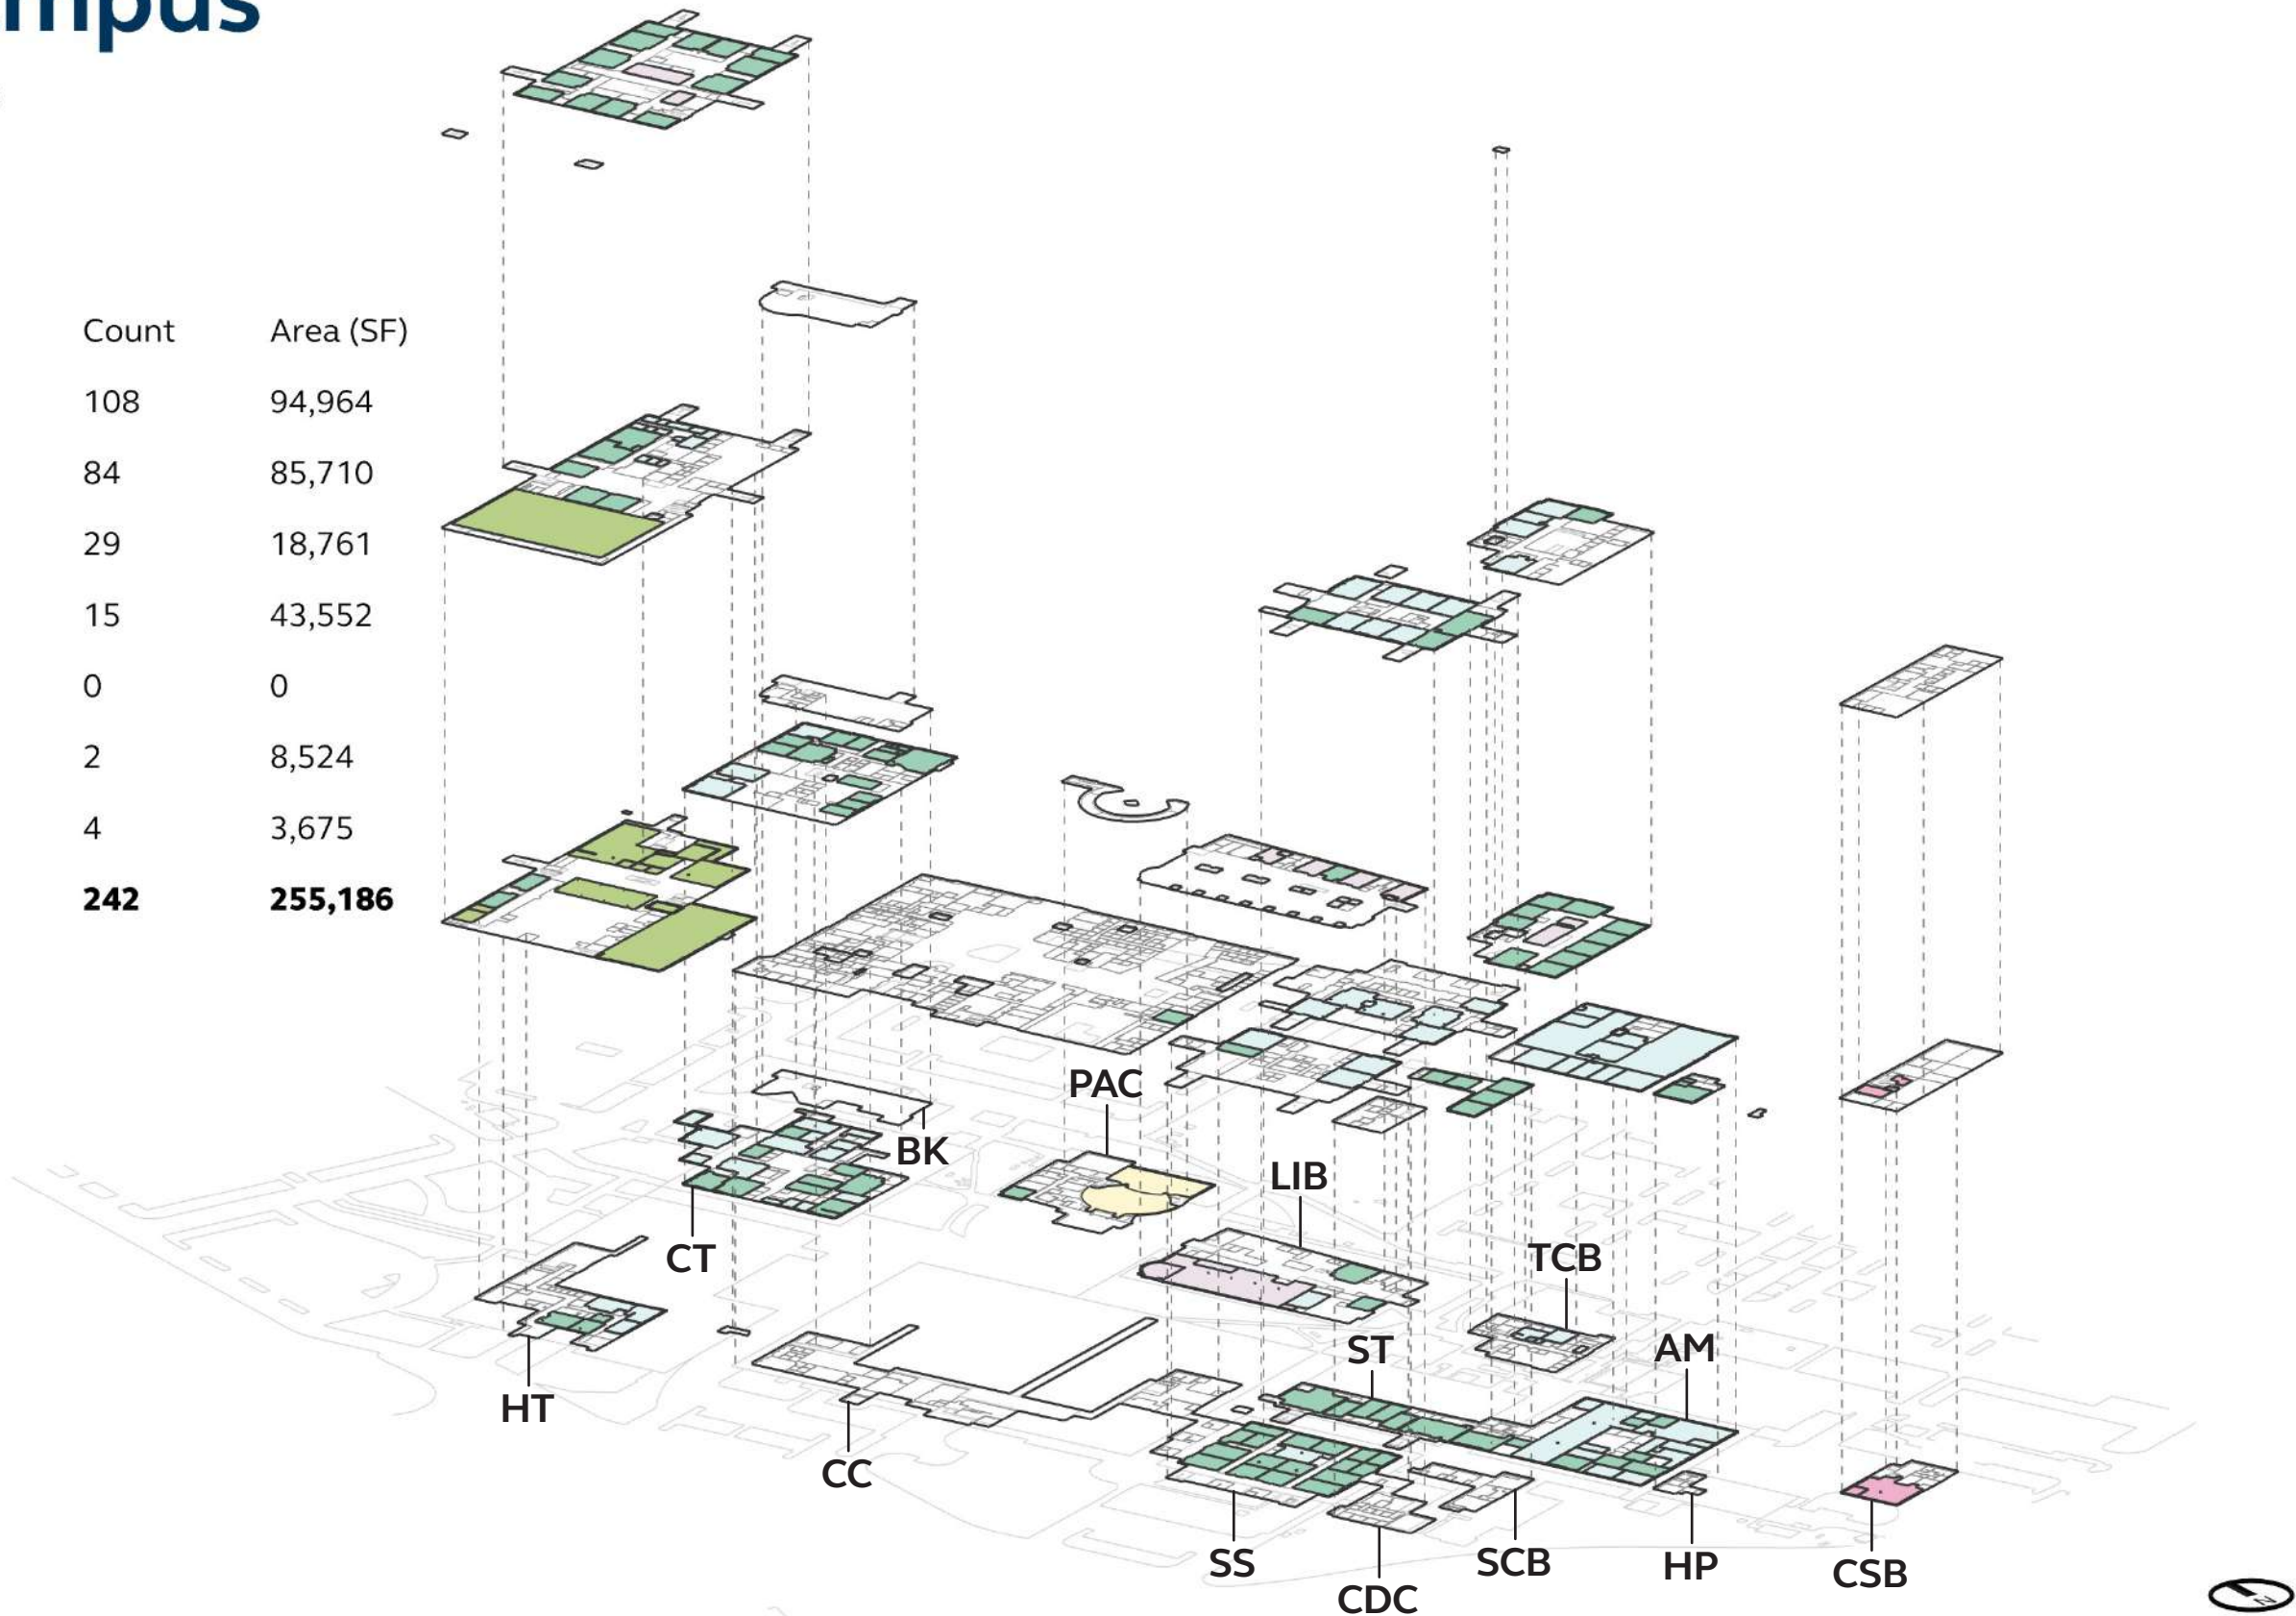 mpus
Count Area (SF)
108 94,964
84 85,710
29 18,761
15 43,552
0 0
2 8,524
4 3,675
242 255,186
PAC
BK
LIB
CT
TCB
ST
AM
HT
CC
SS
SCB
HP
CSB
CDC
N